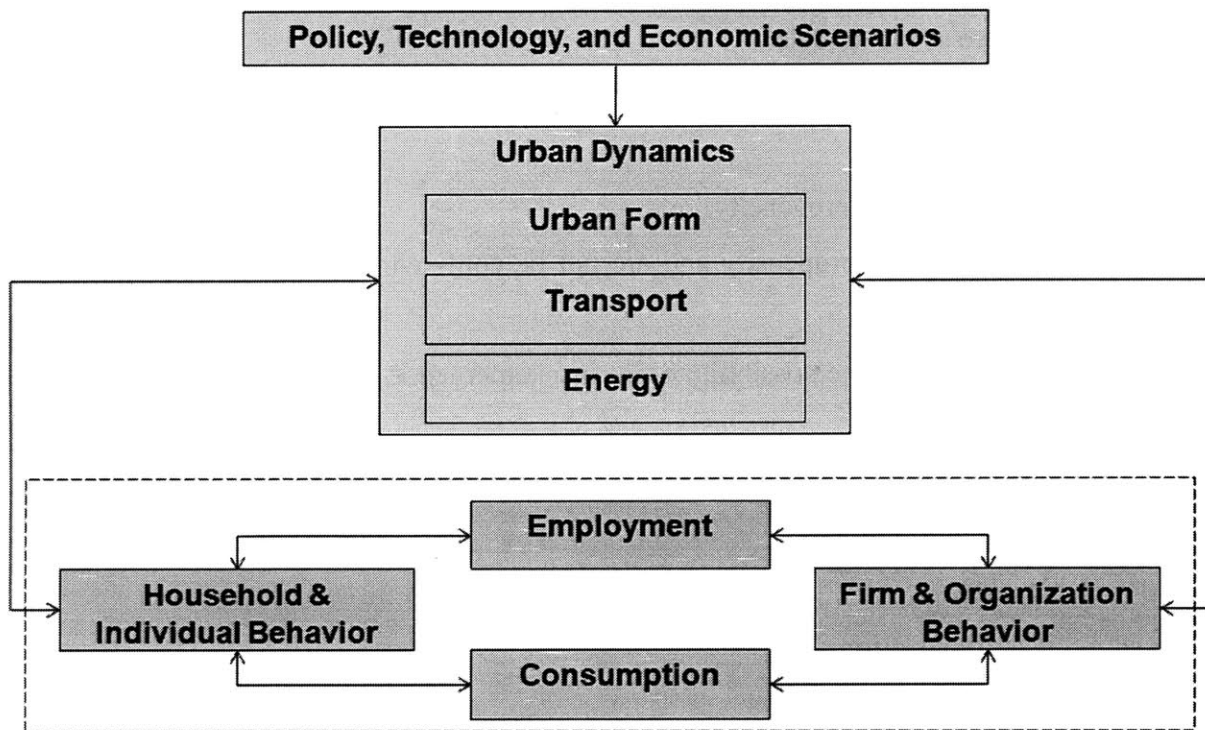 Policy, Technology, and Economic Scenarios
Urban Dynamics
Urban Form
Transport
Energy
Employment
Household &
Individual Behavior
Firm & Organization
Behavior
Consumption